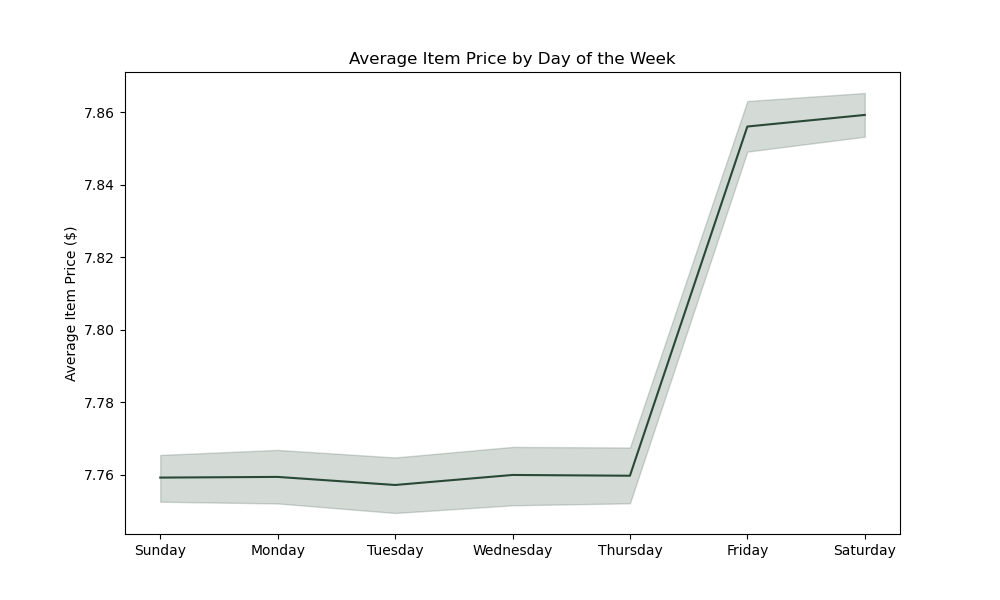 Average Item Price by Day of the Week
Average Item Price ($)
7.86
7.84
7.82
7.80
7.78
7.76
Sunday Monday Tuesday Wednesday Thursday Friday Saturday